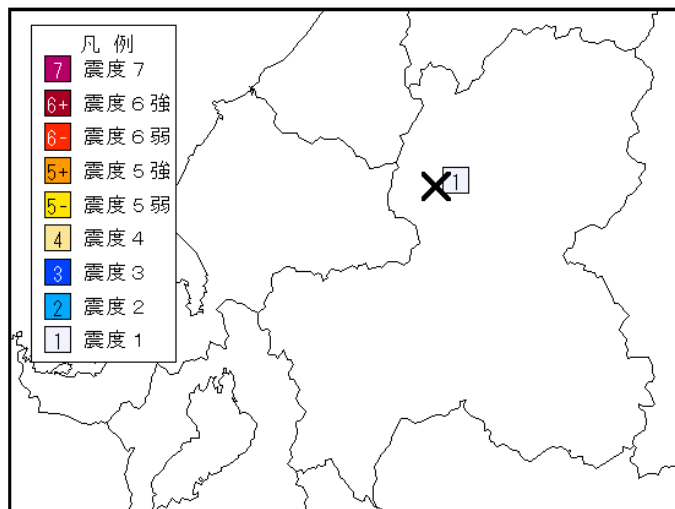 凡 例
7 震度７
6+ 震度６強
6- 震度６弱
5+ 震度５強
5- 震度５弱
4 震度４
3 震度３
2 震度２
1 震度１
1